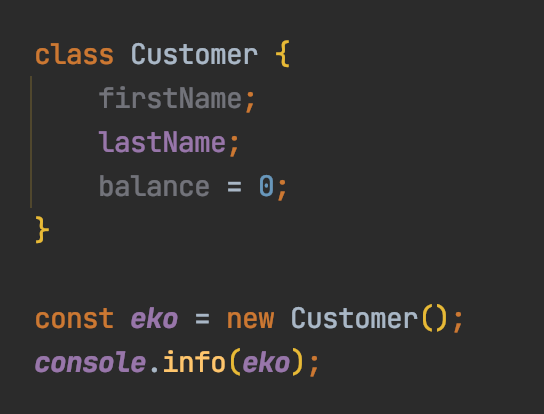 class Customer {
    firstName;
    lastName;
    balance = 0;
}
const eko = new Customer();
console.info(eko);